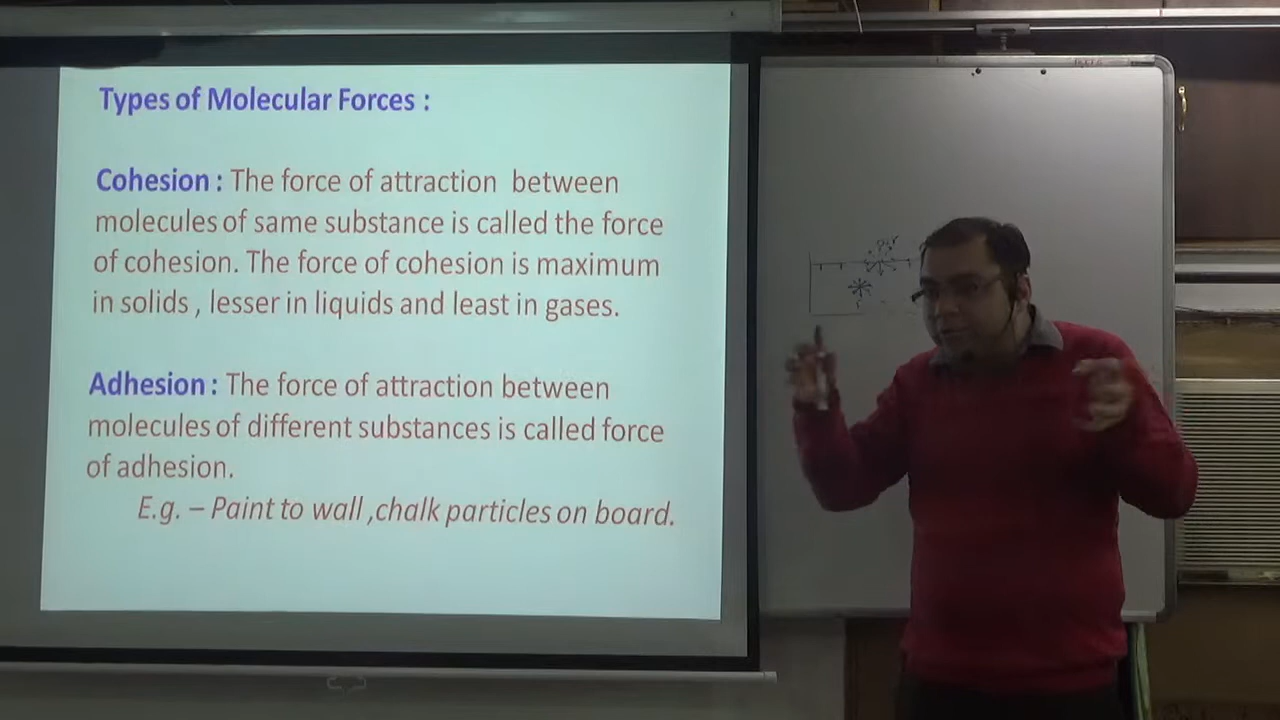 Types of Molecular Forces :
Cohesion : The force of attraction between
molecules of same substance is called the force
of cohesion. The force of cohesion is maximum
in solids , lesser in liquids and least in gases.
Adhesion : The force of attraction between
molecules of different substances is called force
of adhesion.
E.g. – Paint to wall ,chalk particles on board.